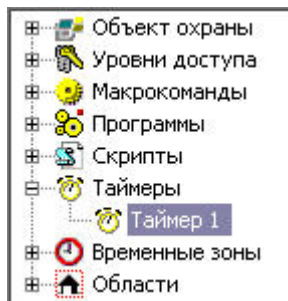 Объект охраны
Уровни доступа
Макрокоманды
Программы
Скрипты
Таймеры
Таймер 1
Временные зоны
Области